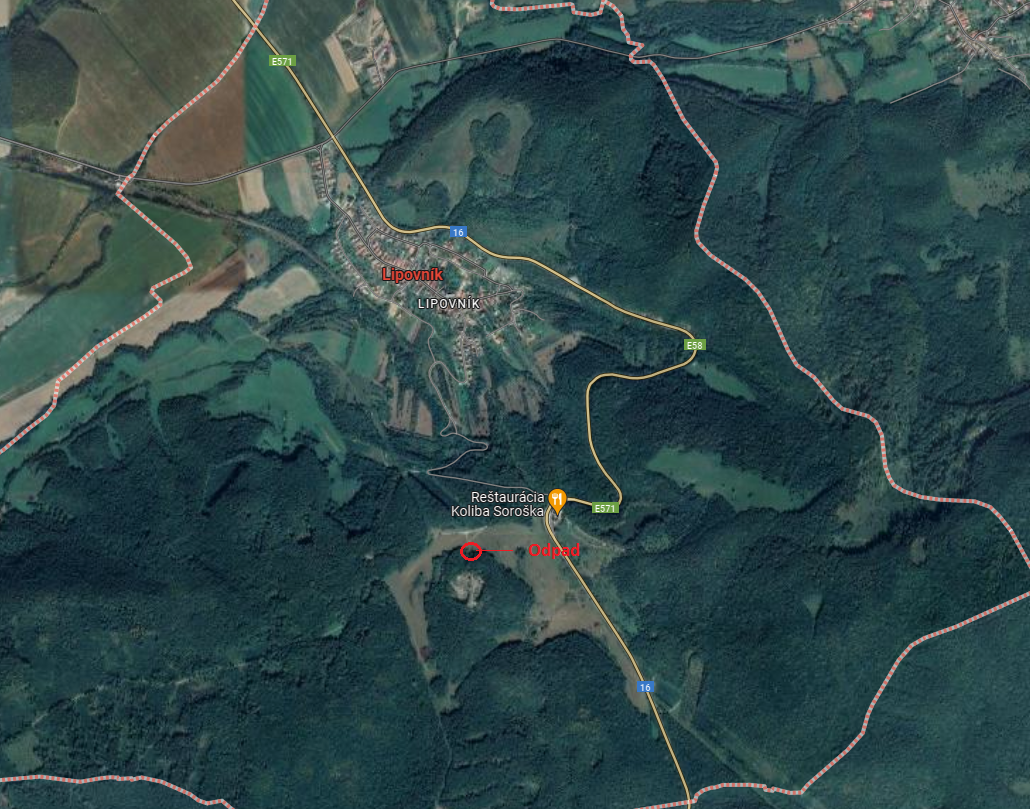 E571
16
Lipovník
LIPOVNÍK
E58
Reštaurácia
Koliba Soroška
E571
Odpad
16